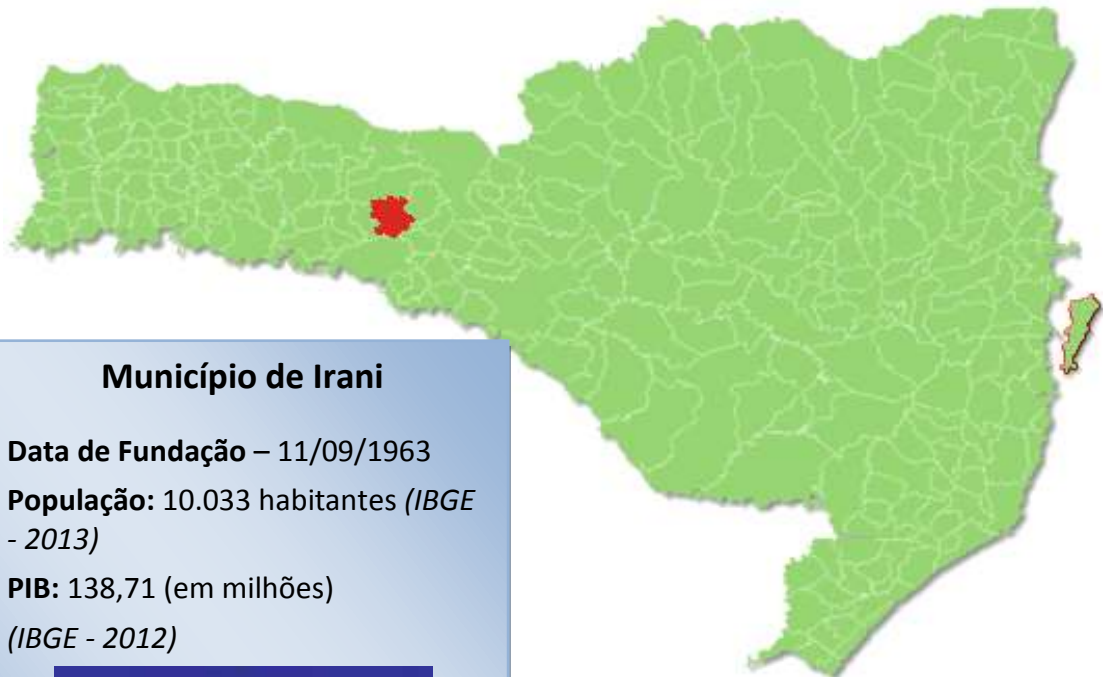 Município de Irani
Data de Fundação – 11/09/1963
População: 10.033 habitantes (IBGE
- 2013)
PIB: 138,71 (em milhões)
(IBGE - 2012)